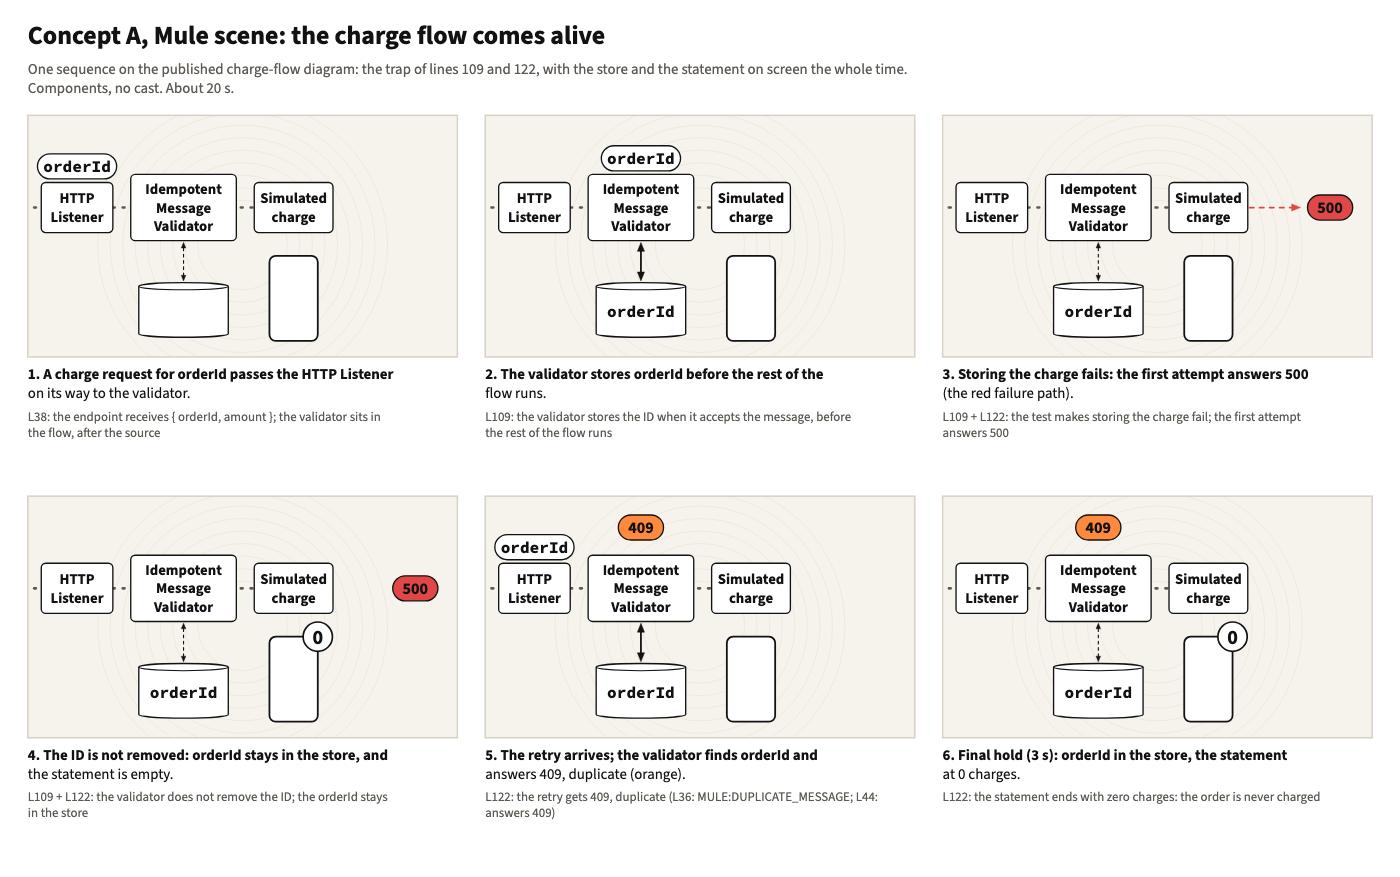 Concept A, Mule scene: the charge flow comes alive
One sequence on the published charge-flow diagram: the trap of lines 109 and 122, with the store and the statement on screen the whole time.
Components, no cast. About 20 s.
orderId
HTTP
Listener
Idempotent
Message
Validator
Simulated
charge
1. A charge request for orderId passes the HTTP Listener
on its way to the validator.
L38: the endpoint receives { orderId, amount }; the validator sits in
the flow, after the source
orderId
HTTP
Listener
Idempotent
Message
Validator
Simulated
charge
orderId
2. The validator stores orderId before the rest of the
flow runs.
L109: the validator stores the ID when it accepts the message, before
the rest of the flow runs
HTTP
Listener
Idempotent
Message
Validator
Simulated
charge
500
orderId
3. Storing the charge fails: the first attempt answers 500
(the red failure path).
L109 + L122: the test makes storing the charge fail; the first attempt
answers 500
HTTP
Listener
Idempotent
Message
Validator
Simulated
charge
500
0
orderId
4. The ID is not removed: orderId stays in the store, and
the statement is empty.
L109 + L122: the validator does not remove the ID; the orderId stays
in the store
409
orderId
HTTP
Listener
Idempotent
Message
Validator
Simulated
charge
orderId
5. The retry arrives; the validator finds orderId and
answers 409, duplicate (orange).
L122: the retry gets 409, duplicate (L36: MULE:DUPLICATE_MESSAGE; L44:
answers 409)
409
HTTP
Listener
Idempotent
Message
Validator
Simulated
charge
0
orderId
6. Final hold (3 s): orderId in the store, the statement
at 0 charges.
L122: the statement ends with zero charges: the order is never charged